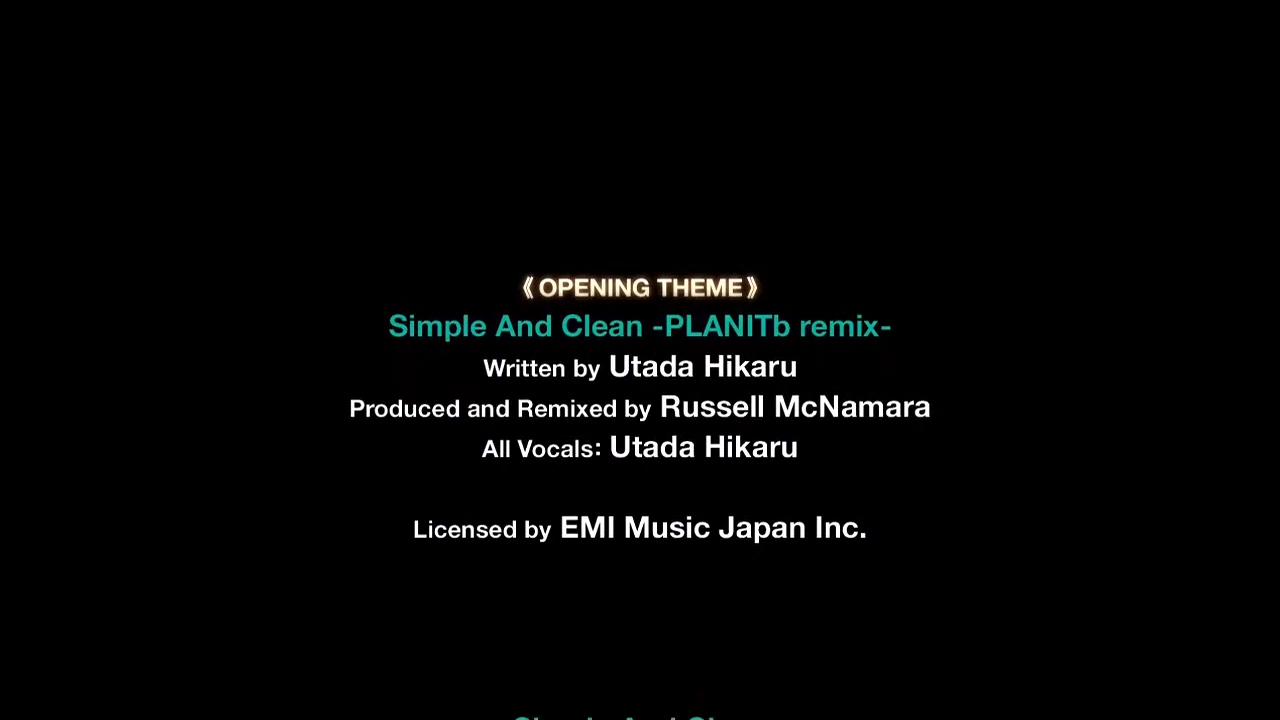 《OPENING THEME》
Simple And Clean -PLANITb remix-
Written by Utada Hikaru
Produced and Remixed by Russell McNamara
All Vocals: Utada Hikaru
Licensed by EMI Music Japan Inc.